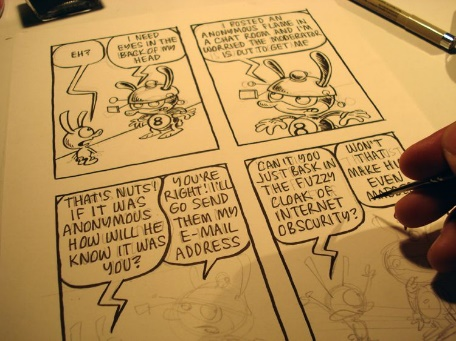 EH?
I NEED
EYES IN THE
BACK OF MY
HEAD
8
I POSTED AN
ANONYMOUS FLAME IN
A CHAT ROOM AND I'M
WORRIED THE MODERATOR
IS OUT TO GET ME
8
THAT'S NUTS!
IF IT WAS
ANONYMOUS
HOW WILL HE
KNOW IT WAS
YOU?
YOU'RE
RIGHT! I'LL
GO SEND
THEM MY
E-MAIL
ADDRESS
CAN'T YOU
JUST BASK IN
THE FUZZY
CLOAK OF
INTERNET
OBSCURITY?
WON'T
THAT
MAKE
EVEN